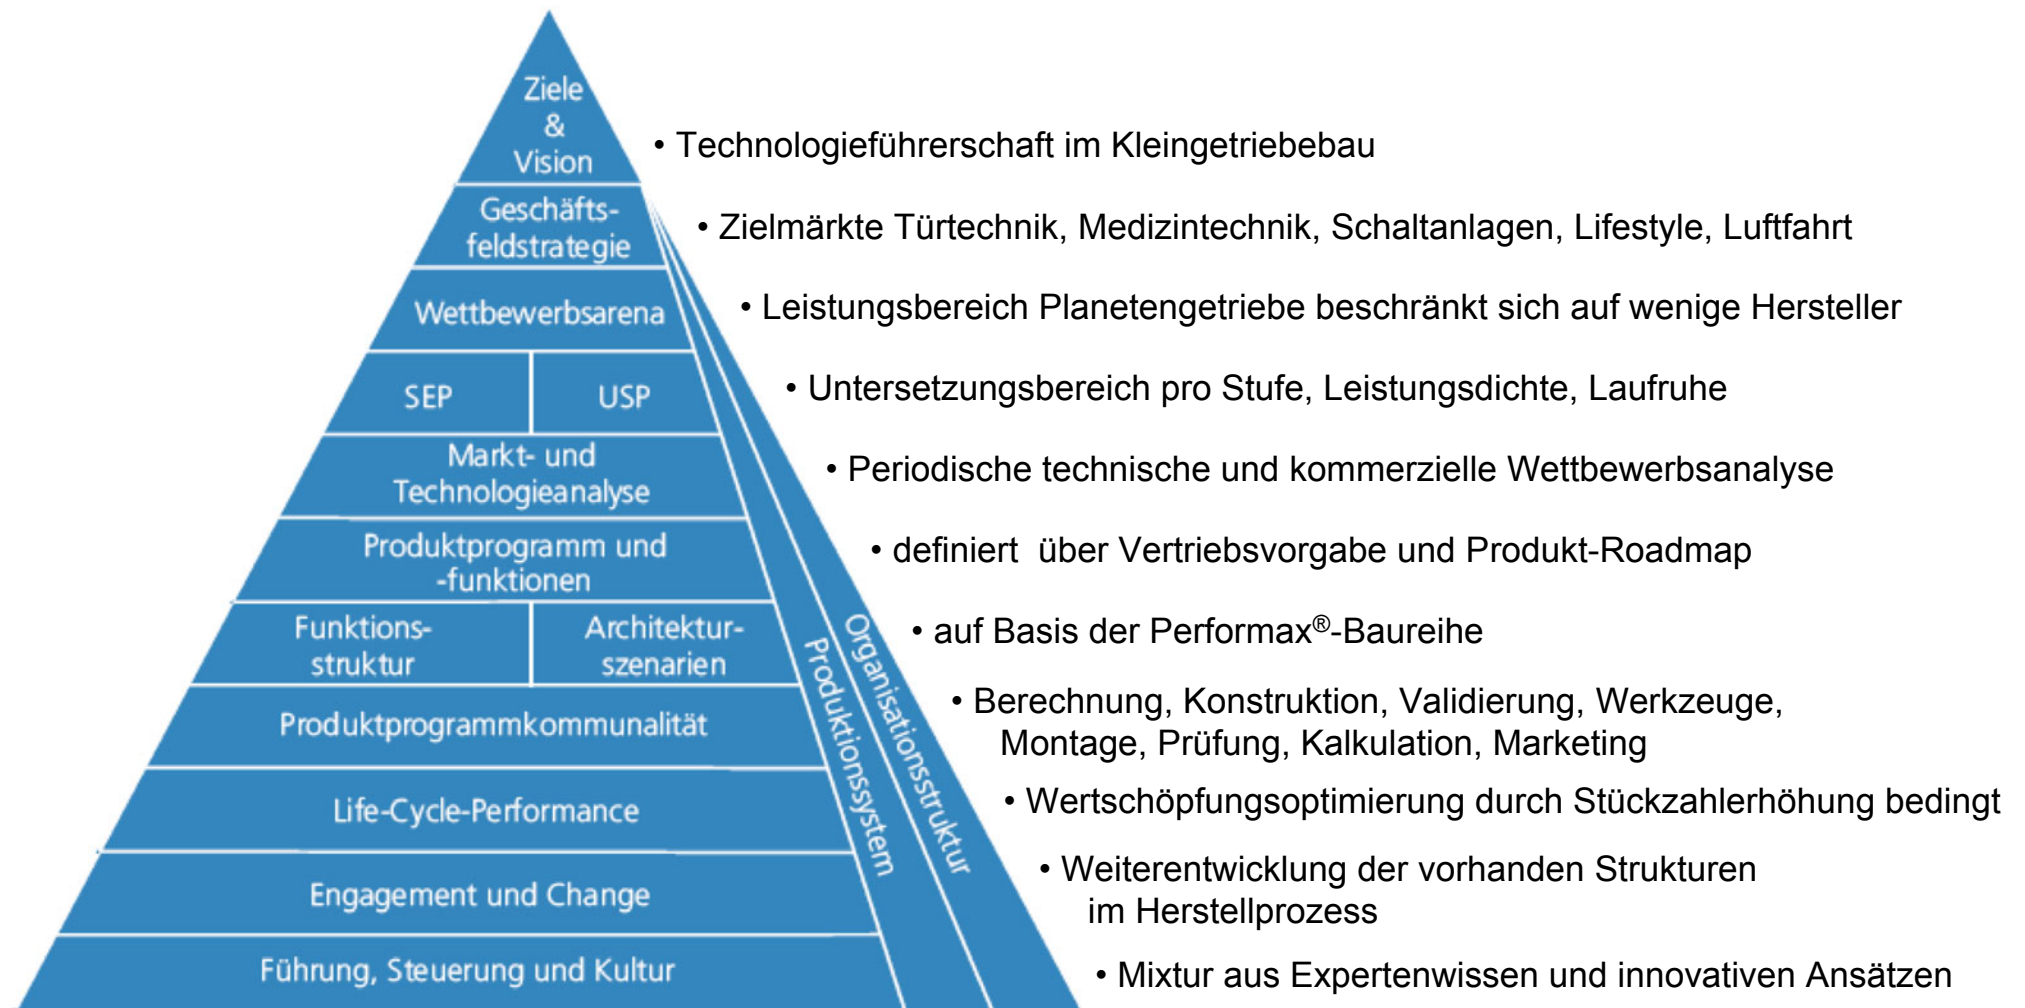 Ziele
&
Vision
• Technologieführerschaft im Kleingetriebebau
Geschäfts-
feldstrategie
• Zielmärkte Türtechnik, Medizintechnik, Schaltanlagen, Lifestyle, Luftfahrt
Wettbewerbsarena
• Leistungsbereich Planetengetriebe beschränkt sich auf wenige Hersteller
SEP
USP
• Untersetzungsbereich pro Stufe, Leistungsdichte, Laufruhe
Markt- und
Technologieanalyse
• Periodische technische und kommerzielle Wettbewerbsanalyse
Produktprogramm und
-funktionen
• definiert  über Vertriebsvorgabe und Produkt-Roadmap
Funktions-
struktur
Architektur-
szenarien
• auf Basis der Performax®-Baureihe
Produktprogrammkommunalität
• Berechnung, Konstruktion, Validierung, Werkzeuge,
Montage, Prüfung, Kalkulation, Marketing
Life-Cycle-Performance
• Wertschöpfungsoptimierung durch Stückzahlerhöhung bedingt
Engagement und Change
• Weiterentwicklung der vorhanden Strukturen
im Herstellprozess
Führung, Steuerung und Kultur
• Mixtur aus Expertenwissen und innovativen Ansätzen
Produktionssystem
Organisationsstruktur